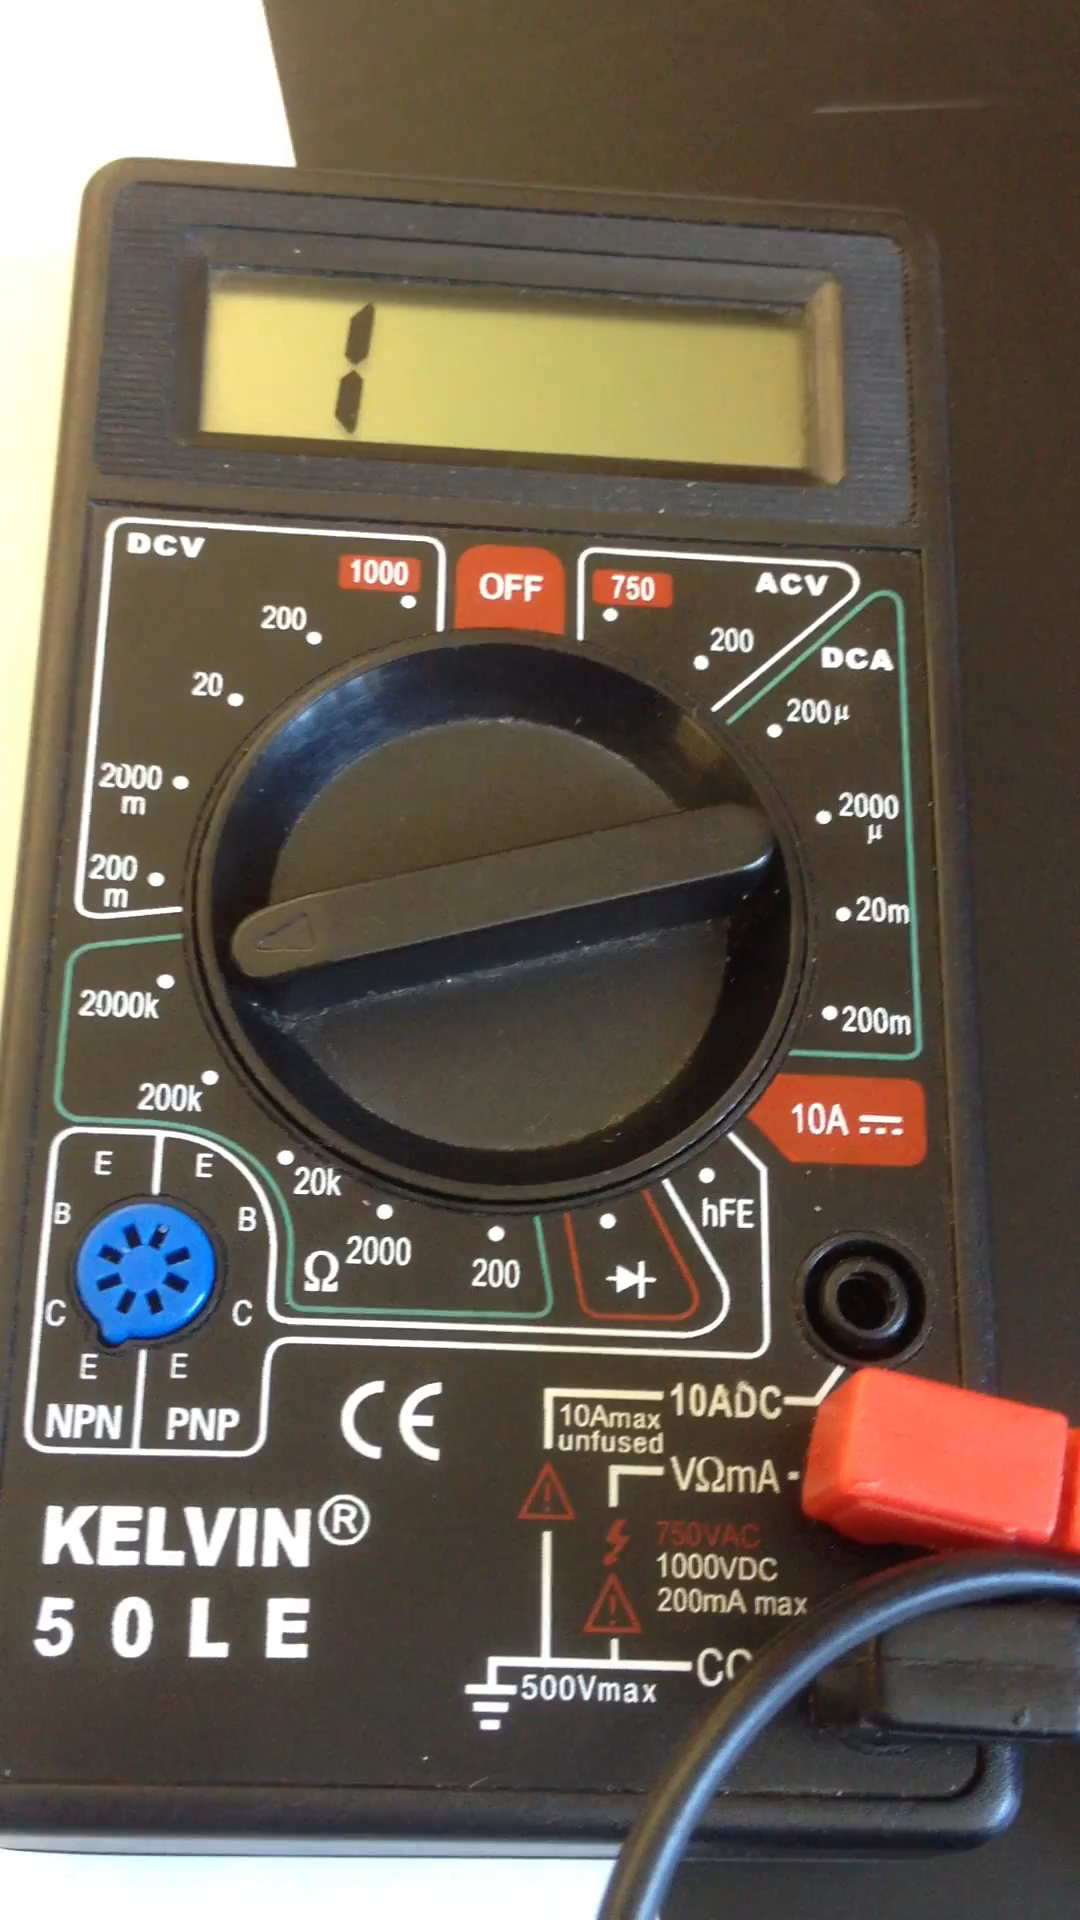 1
DCV
1000
OFF
750
ACV
200
200
DCA
20
200µ
2000
m
2000
µ
200
m
20m
2000k
200m
200k
10A
20k
hFE
E E
B B
Ω 2000
200
C C
E E
NPN PNP
CE
10ADC
10Amax
unfused
VΩmA
KELVIN®
750VAC
1000VDC
200mA max
50LE
500Vmax